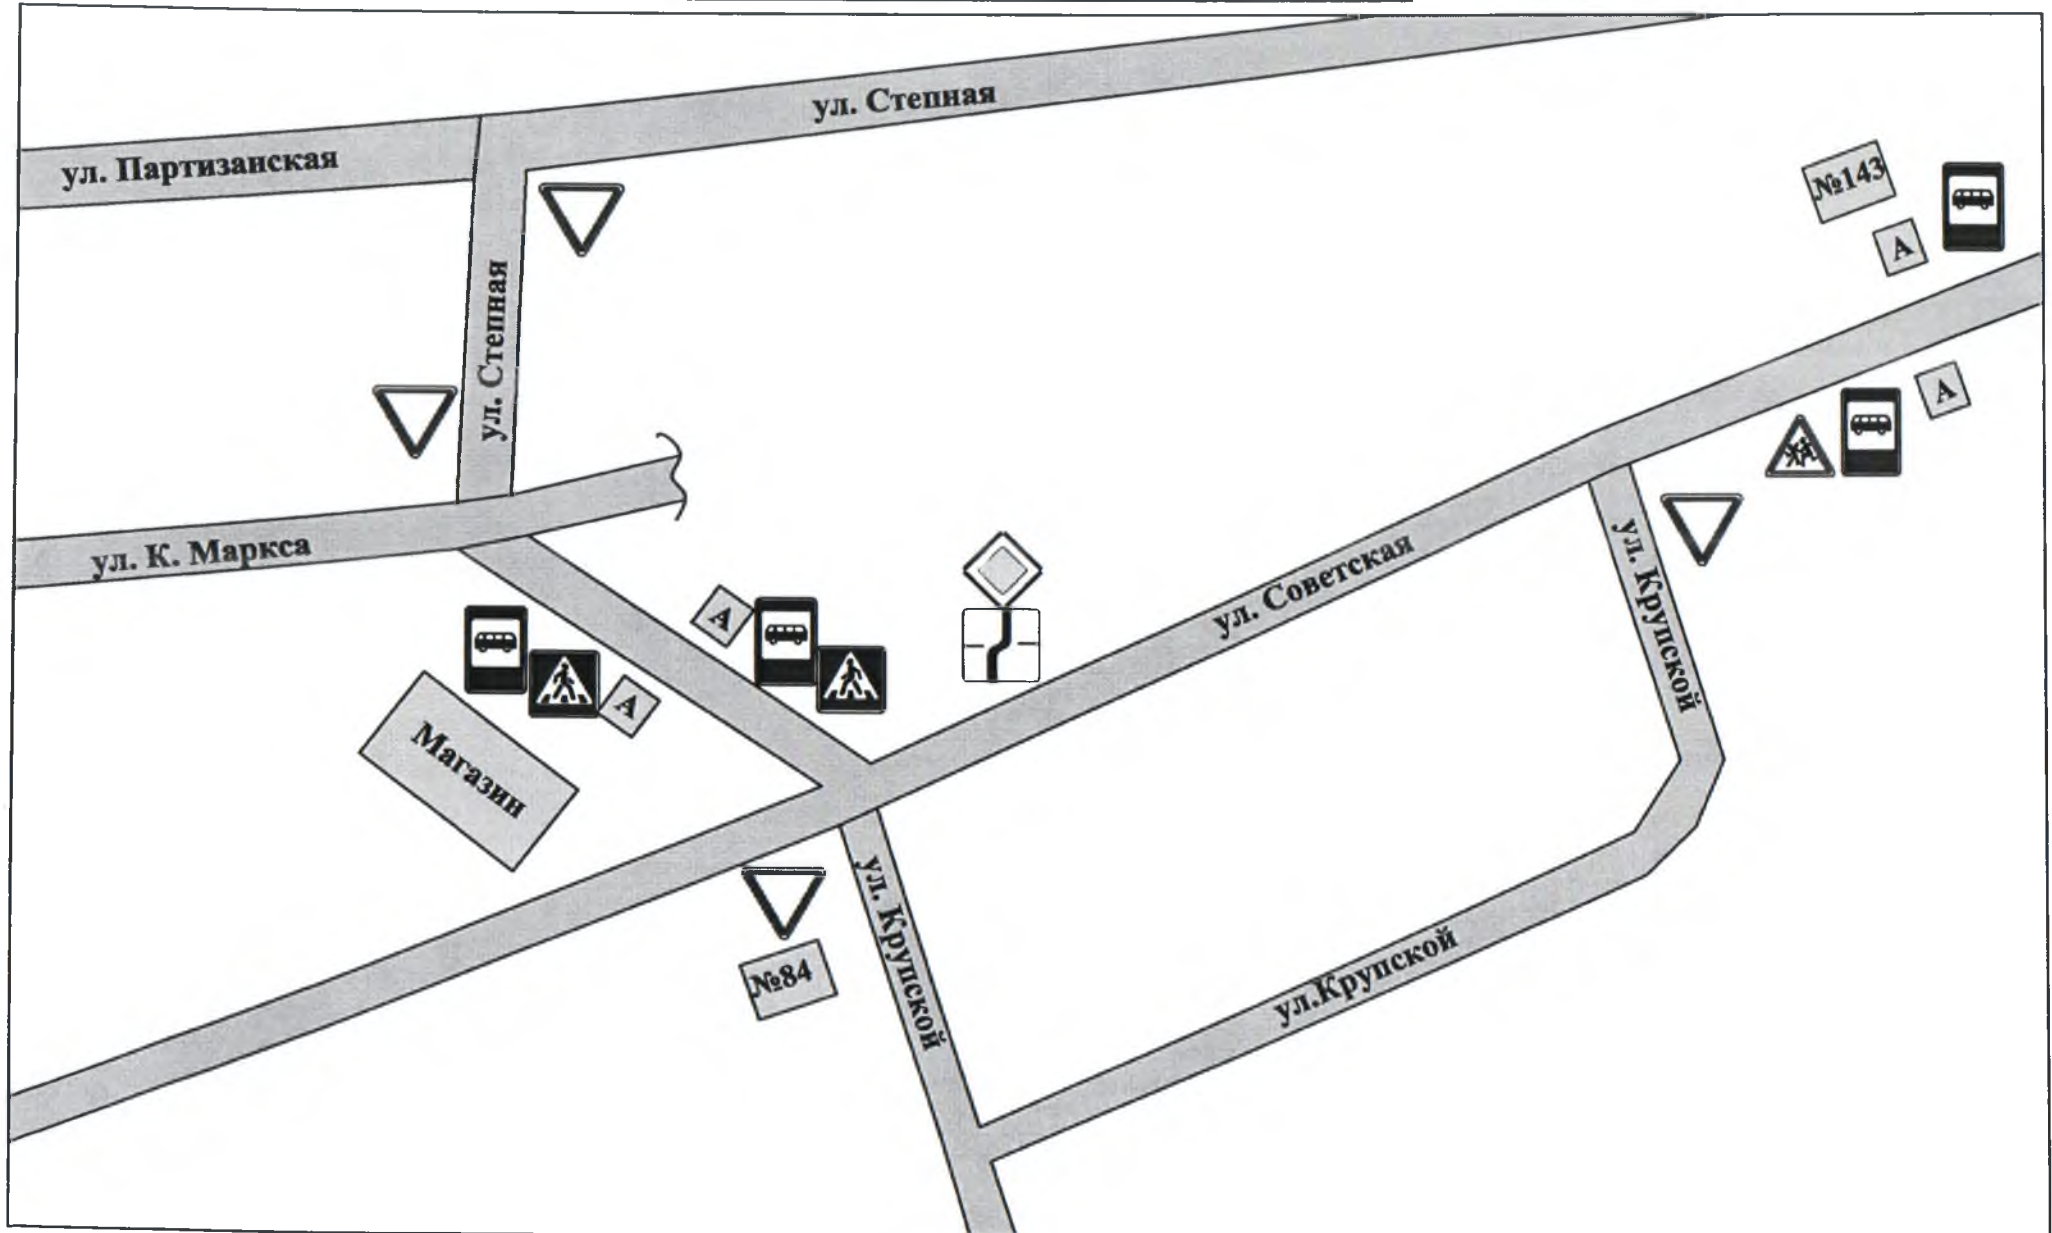 ул. Степная
ул. Партизанская
№143
А
ул. Степная
А
ул. К. Маркса
ул. Советская
ул. Крупской
А
А
Магазин
ул. Крупской
№84
ул.Крупской